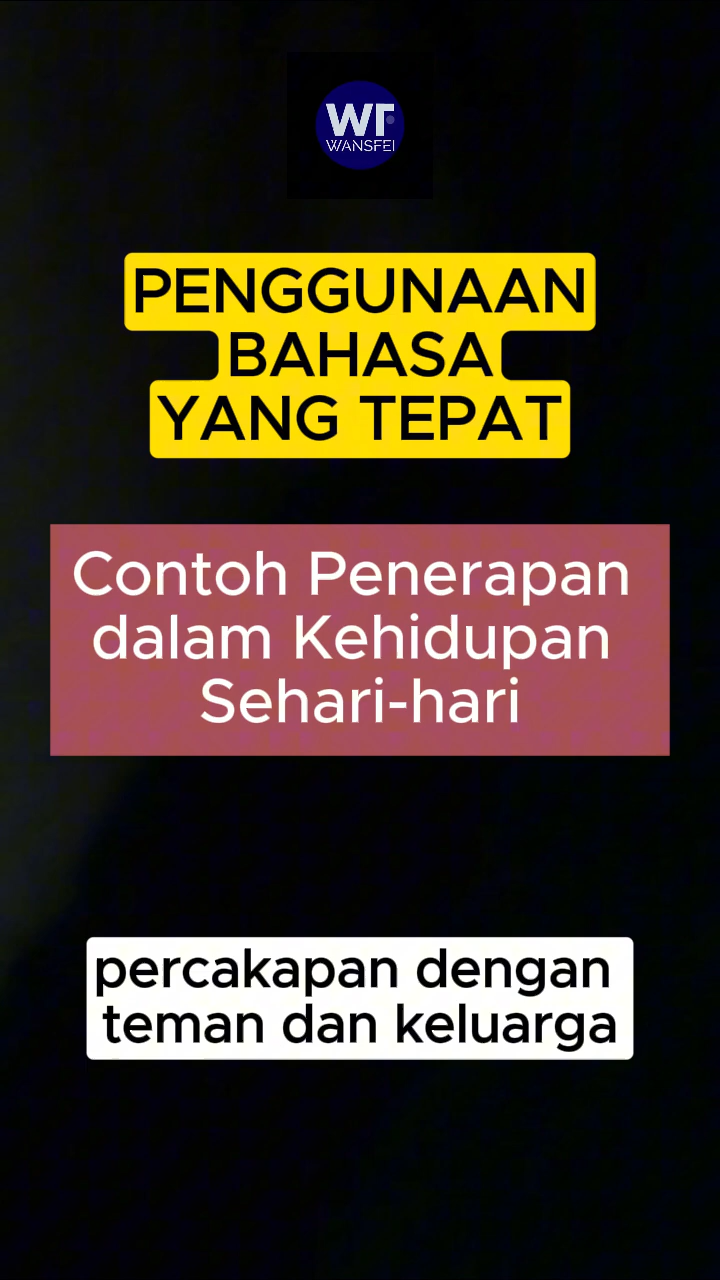 WF
WANSFEI
PENGGUNAAN
BAHASA
YANG TEPAT
Contoh Penerapan
dalam Kehidupan
Sehari-hari
percakapan dengan
teman dan keluarga